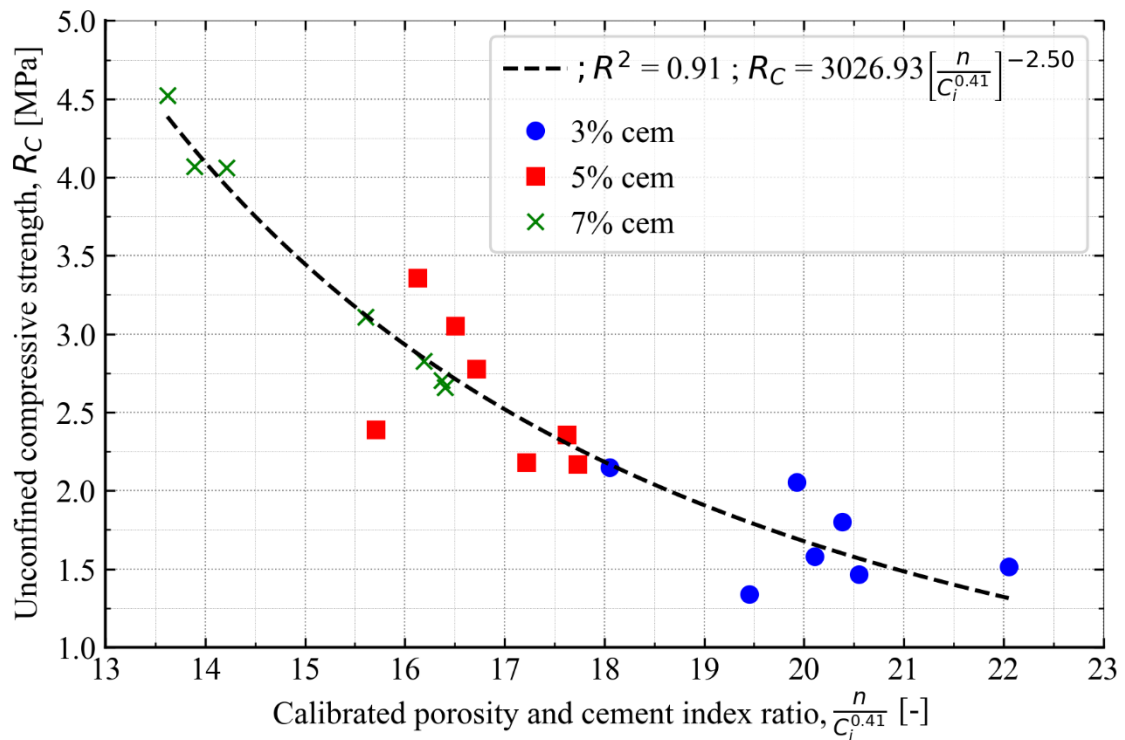 Unconfined compressive strength, R_C [MPa]
5.0
4.5
4.0
3.5
3.0
2.5
2.0
1.5
1.0
; R² = 0.91 ; R_C = 3026.93[n/C_i^0.41]^−2.50
3% cem
5% cem
7% cem
13 14 15 16 17 18 19 20 21 22 23
Calibrated porosity and cement index ratio, n/C_i^0.41 [-]